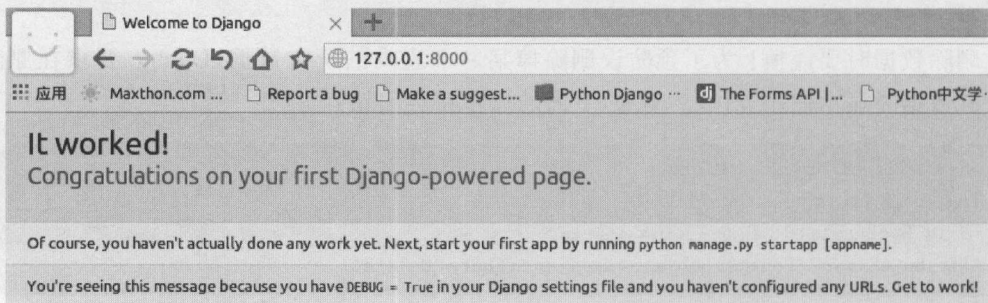 Welcome to Django
127.0.0.1:8000
应用 Maxthon.com ... Report a bug Make a suggest... Python Django ... The Forms API |... Python中文学
It worked!
Congratulations on your first Django-powered page.
Of course, you haven't actually done any work yet. Next, start your first app by running python manage.py startapp [appname].
You're seeing this message because you have DEBUG = True in your Django settings file and you haven't configured any URLs. Get to work!